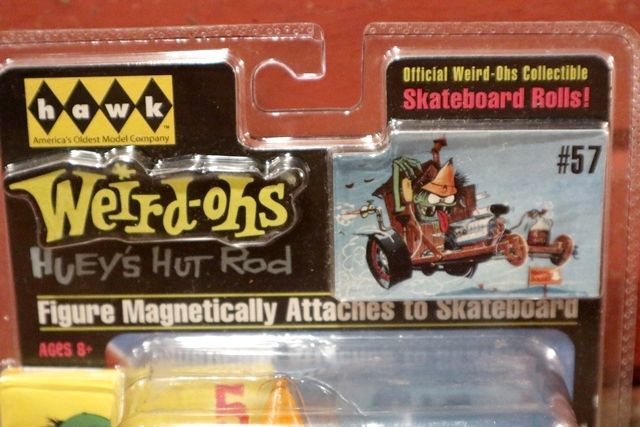 hawk™
America's Oldest Model Company
Official Weird-Ohs Collectible
Skateboard Rolls!
#57
Weird-ohs
Huey's Hut Rod
Figure Magnetically Attaches to Skateboard
AGES 8+